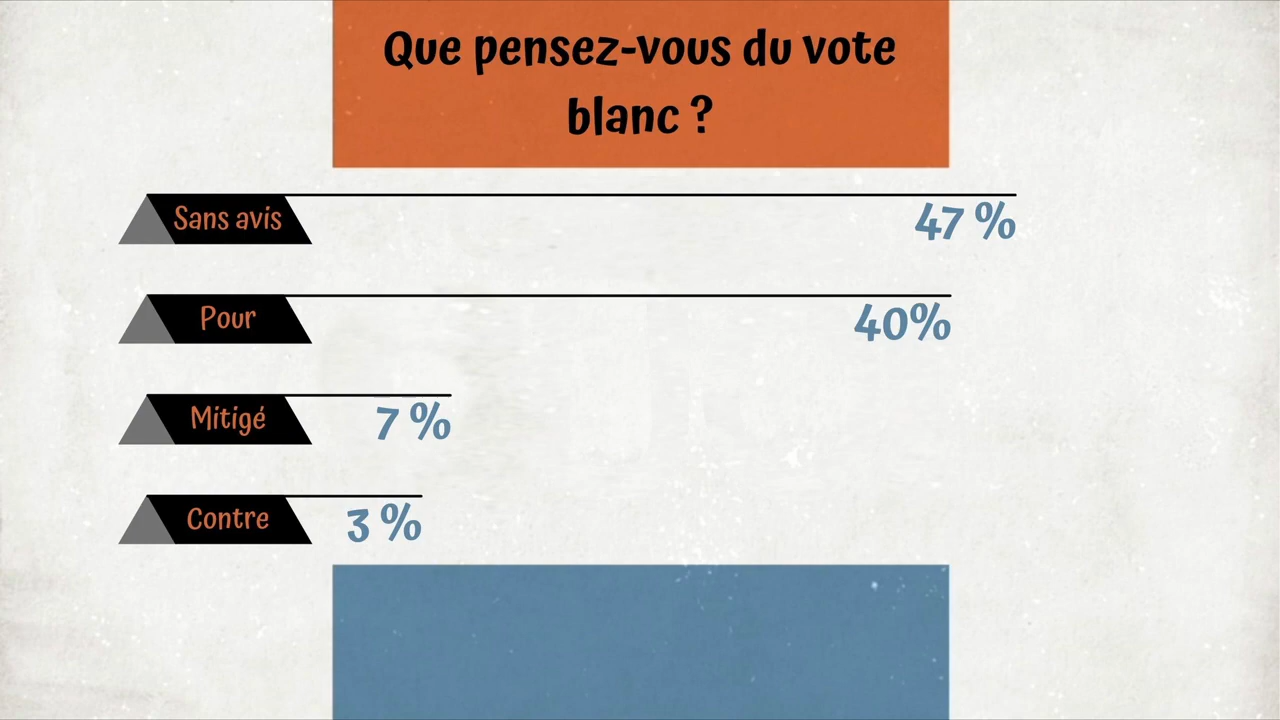 Que pensez-vous du vote
blanc ?
Sans avis
47 %
Pour
40%
Mitigé
7 %
Contre
3 %